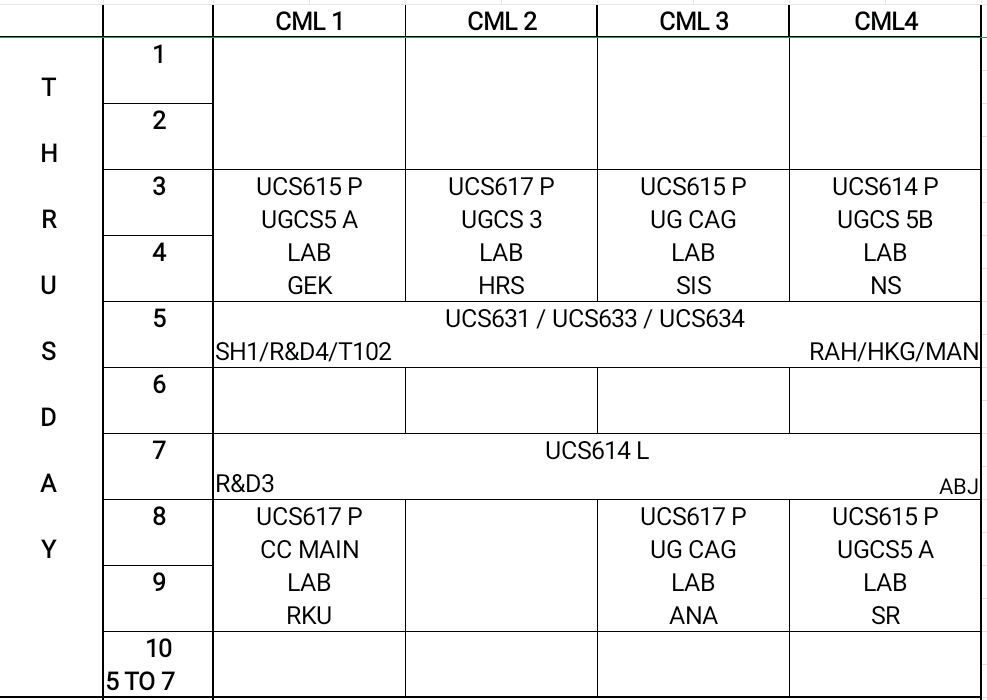 CML 1 CML 2 CML 3 CML4
T
H
R
U
S
D
A
Y
1
2
3 UCS615 P UCS617 P UCS615 P UCS614 P
UGCS5 A UGCS 3 UG CAG UGCS 5B
4 LAB LAB LAB LAB
GEK HRS SIS NS
5 UCS631 / UCS633 / UCS634
SH1/R&D4/T102 RAH/HKG/MAN
6
7 UCS614 L
R&D3 ABJ
8 UCS617 P UCS617 P UCS615 P
CC MAIN UG CAG UGCS5 A
9 LAB LAB LAB
RKU ANA SR
10
5 TO 7